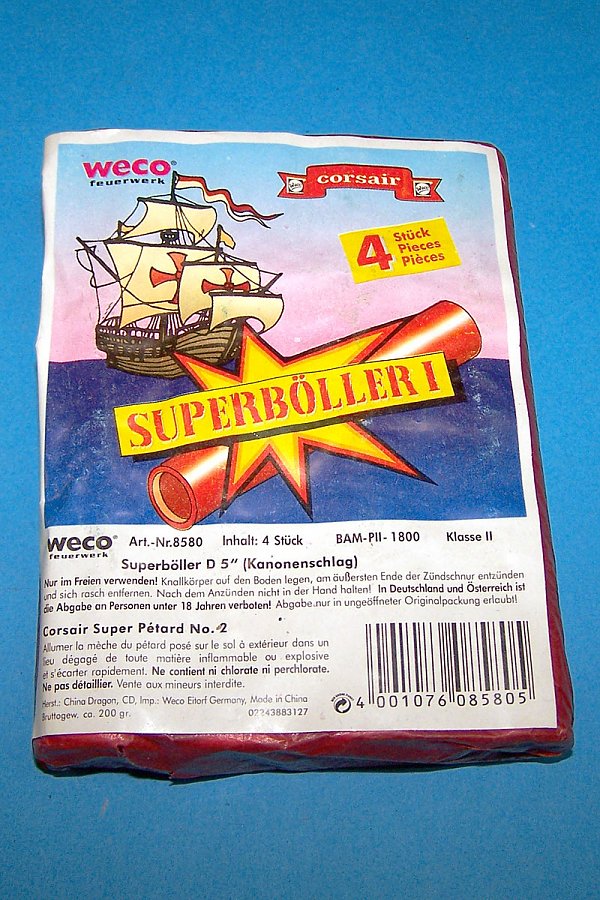 weco
feuerwerk
corsair
4 Stück
Pieces
Pièces
SUPERBÖLLER I
weco
feuerwerk
Art.-Nr.8580 Inhalt: 4 Stück BAM-PII-1800 Klasse II
Superböller D 5" (Kanonenschlag)
Nur im Freien verwenden! Knallkörper auf den Boden legen, am äußersten Ende der Zündschnur entzünden
und sich rasch entfernen. Nach dem Anzünden nicht in der Hand halten! In Deutschland und Österreich ist
die Abgabe an Personen unter 18 Jahren verboten! Abgabe nur in ungeöffneter Originalpackung erlaubt!
Corsair Super Pétard No. 2
Allumer la mèche du pétard posé sur le sol à extérieur dans un
lieu dégagé de toute matière inflammable ou explosive
et s'écarter rapidement. Ne contient ni chlorate ni perchlorate.
Ne pas détailler. Vente aux mineurs interdite.
Herst.: China Dragon, CD, Imp.: Weco Eitorf Germany, Made in China
Bruttogew. ca. 200 gr. 02243883127
4 001076 085805